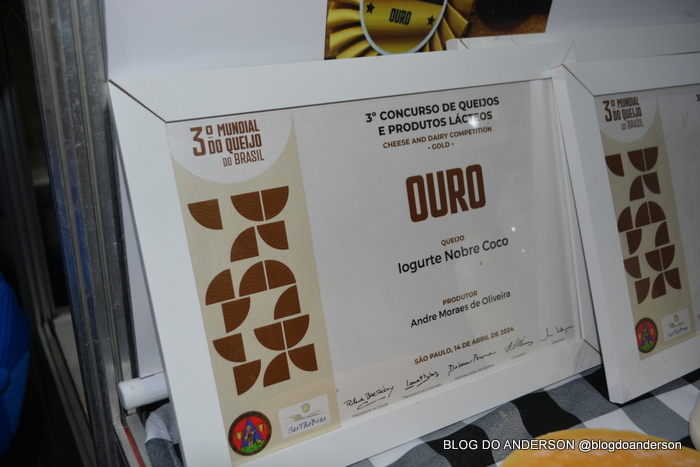 OURO
3º MUNDIAL
DO QUEIJO
DO BRASIL
3º CONCURSO DE QUEIJOS
E PRODUTOS LÁCTEOS
CHEESE AND DAIRY COMPETITION
· GOLD ·
OURO
QUEIJO
Iogurte Nobre Coco
PRODUTOR
Andre Moraes de Oliveira
SÃO PAULO, 14 DE ABRIL DE 2024
SerTãoBras
3º MUNDIAL
DO QUEIJO
DO BRASIL
SerTãoBras
BLOG DO ANDERSON @blogdoanderson